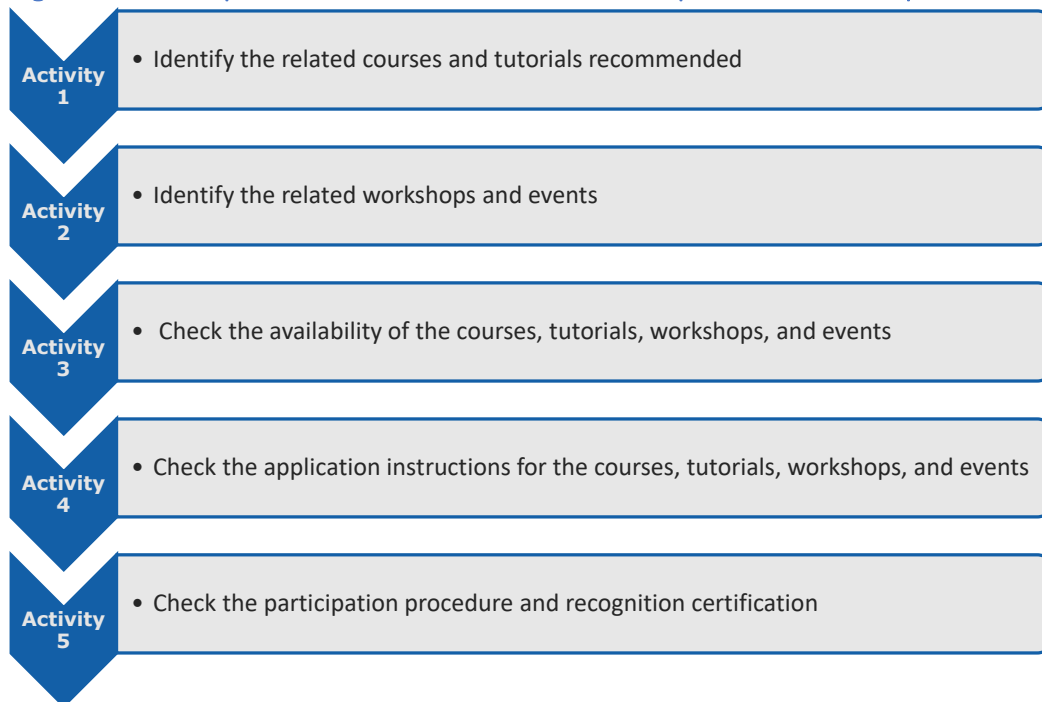 Activity
1
• Identify the related courses and tutorials recommended
Activity
2
• Identify the related workshops and events
Activity
3
• Check the availability of the courses, tutorials, workshops, and events
Activity
4
• Check the application instructions for the courses, tutorials, workshops, and events
Activity
5
• Check the participation procedure and recognition certification